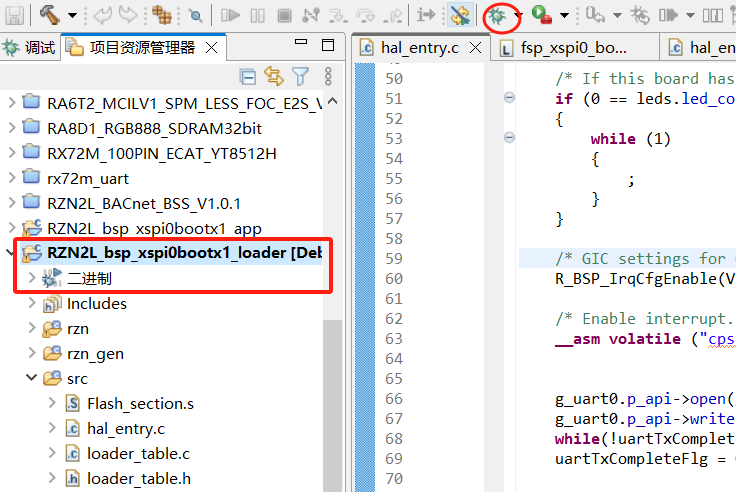 调试
项目资源管理器
hal_entry.c
fsp_xspi0_bo...
hal_en
RA6T2_MCILV1_SPM_LESS_FOC_E2S_V
RA8D1_RGB888_SDRAM32bit
RX72M_100PIN_ECAT_YT8512H
rx72m_uart
RZN2L_BACnet_BSS_V1.0.1
RZN2L_bsp_xspi0bootx1_app
RZN2L_bsp_xspi0bootx1_loader [Deb
二进制
Includes
rzn
rzn_gen
src
Flash_section.s
hal_entry.c
loader_table.c
loader_table.h
50 /* If this board has
51 if (0 == leds.led_co
52 {
53 while (1)
54 {
55 ;
56 }
57 }
58
59 /* GIC settings for
60 R_BSP_IrqCfgEnable(V
61
62 /* Enable interrupt.
63 __asm volatile ("cps
64
65
66 g_uart0.p_api->open(
67 g_uart0.p_api->write
68 while(!uartTxComplet
69 uartTxCompleteFlg =
70